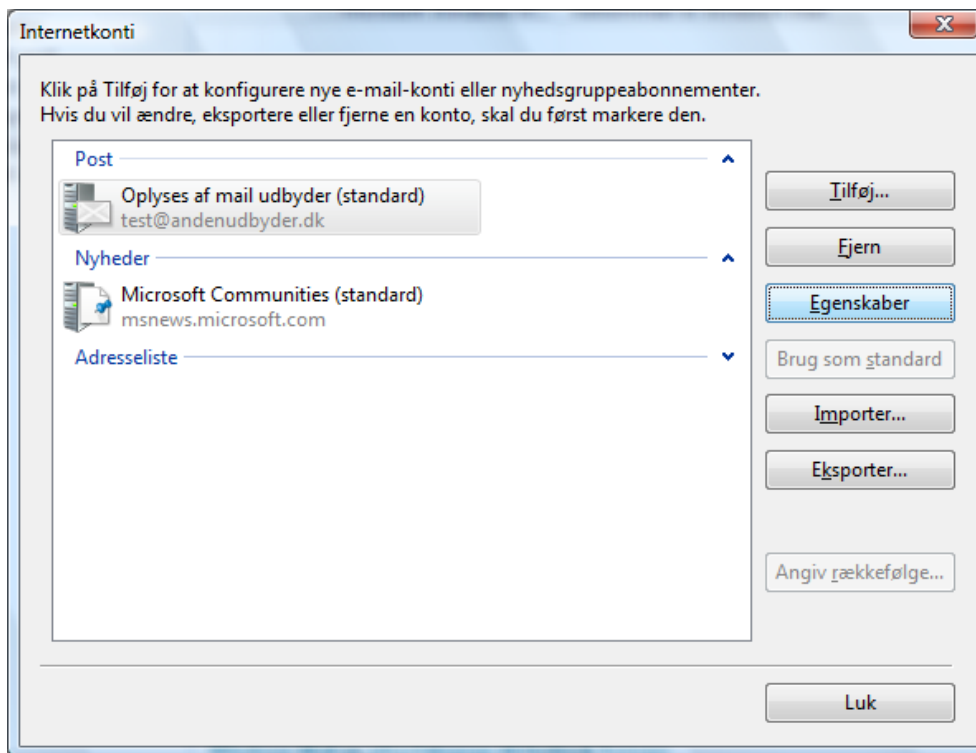 Internetkonti
Klik på Tilføj for at konfigurere nye e-mail-konti eller nyhedsgruppeabonnementer.
Hvis du vil ændre, eksportere eller fjerne en konto, skal du først markere den.
Post
Oplyses af mail udbyder (standard)
test@andenudbyder.dk
Nyheder
Microsoft Communities (standard)
msnews.microsoft.com
Adresseliste
Tilføj...
Fjern
Egenskaber
Brug som standard
Importer...
Eksporter...
Angiv rækkefølge...
Luk